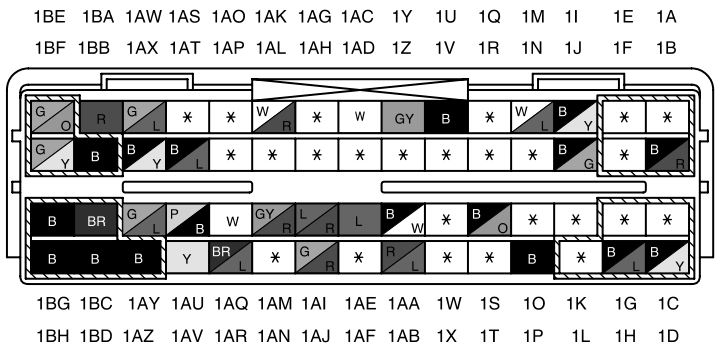 1BE 1BA 1AW 1AS 1AO 1AK 1AG 1AC 1Y 1U 1Q 1M 1I 1E 1A
1BF 1BB 1AX 1AT 1AP 1AL 1AH 1AD 1Z 1V 1R 1N 1J 1F 1B
G O R G L * * W R * W GY B * W L B Y * *
G Y B B Y B L * * * * * * * * B G * B R
B BR G L P B W GY R L R L B W * B O * * * *
B B B Y BR L * G R * R L * * B * B L B Y
1BG 1BC 1AY 1AU 1AQ 1AM 1AI 1AE 1AA 1W 1S 1O 1K 1G 1C
1BH 1BD 1AZ 1AV 1AR 1AN 1AJ 1AF 1AB 1X 1T 1P 1L 1H 1D